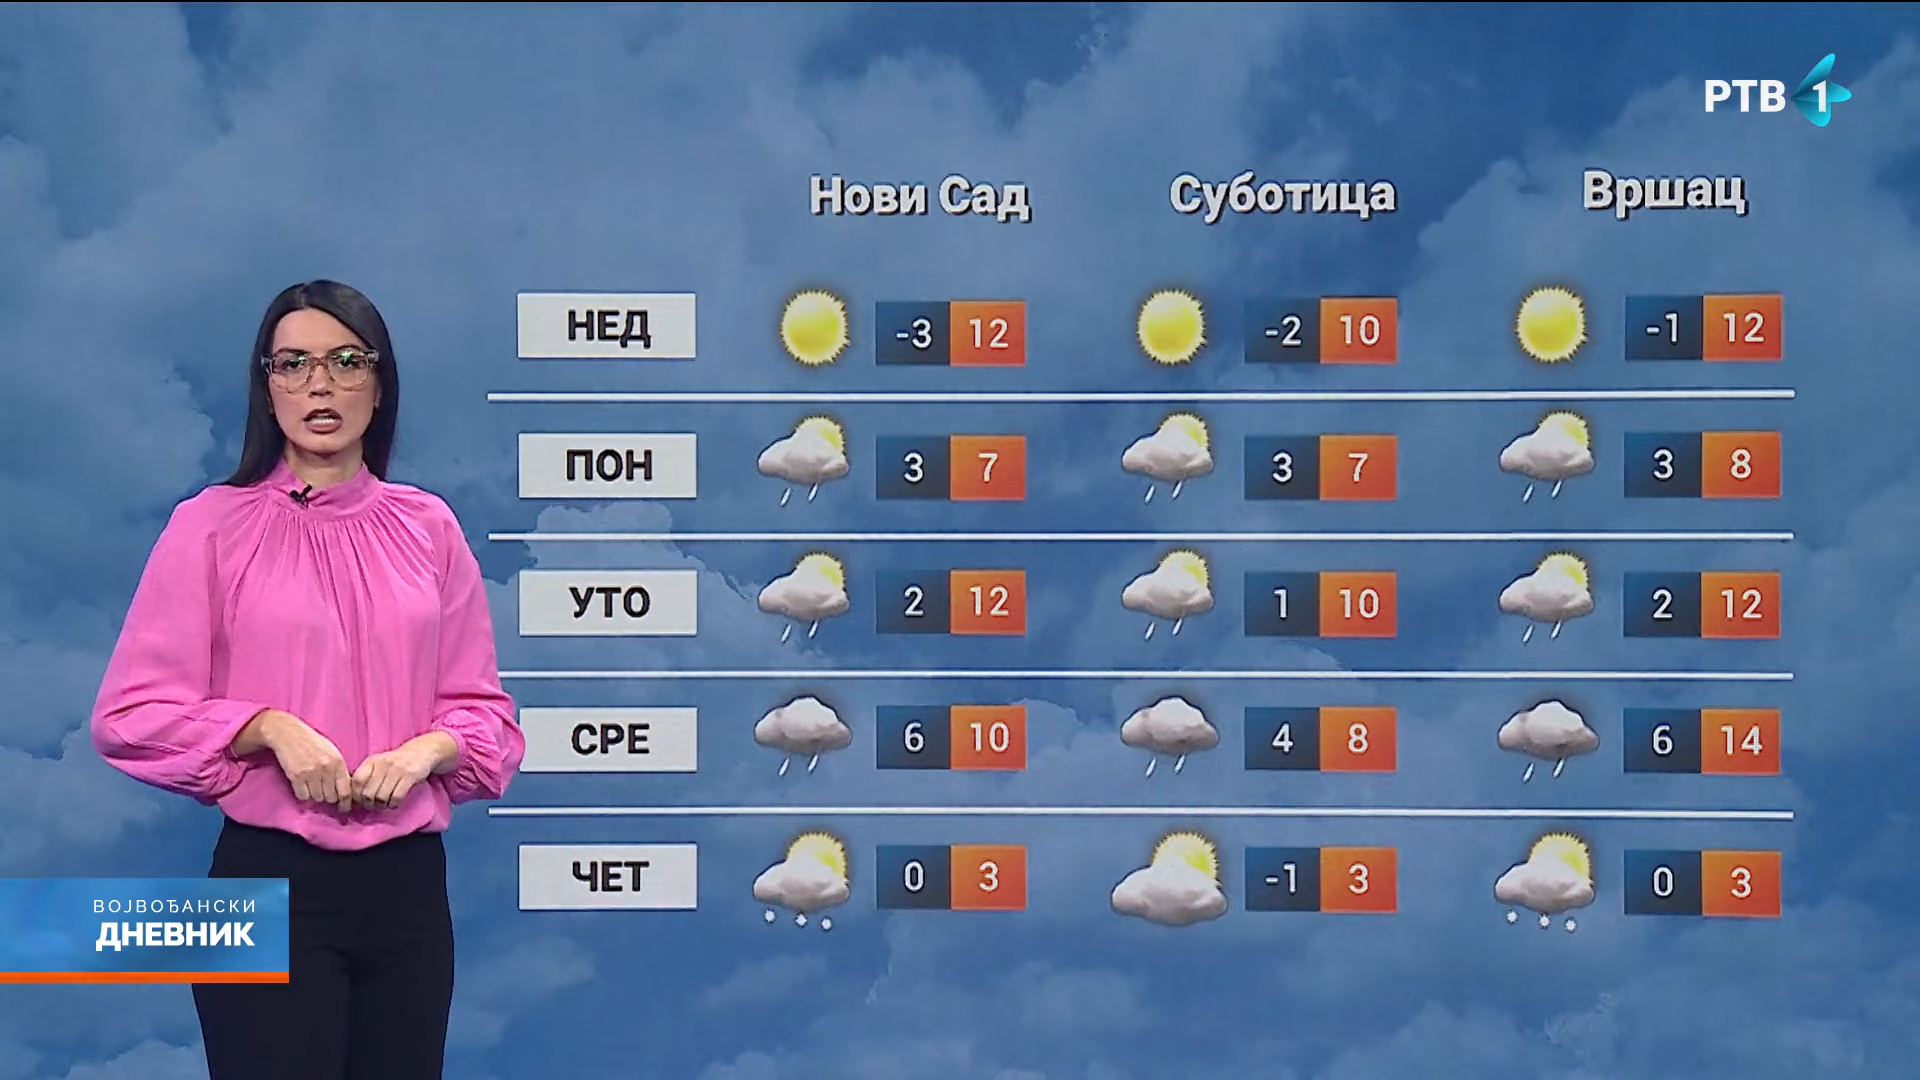 РТВ 1
Нови Сад Суботица Вршац
НЕД -3 12 -2 10 -1 12
ПОН 3 7 3 7 3 8
УТО 2 12 1 10 2 12
СРЕ 6 10 4 8 6 14
ЧЕТ 0 3 -1 3 0 3
ВОЈВОЂАНСКИ
ДНЕВНИК